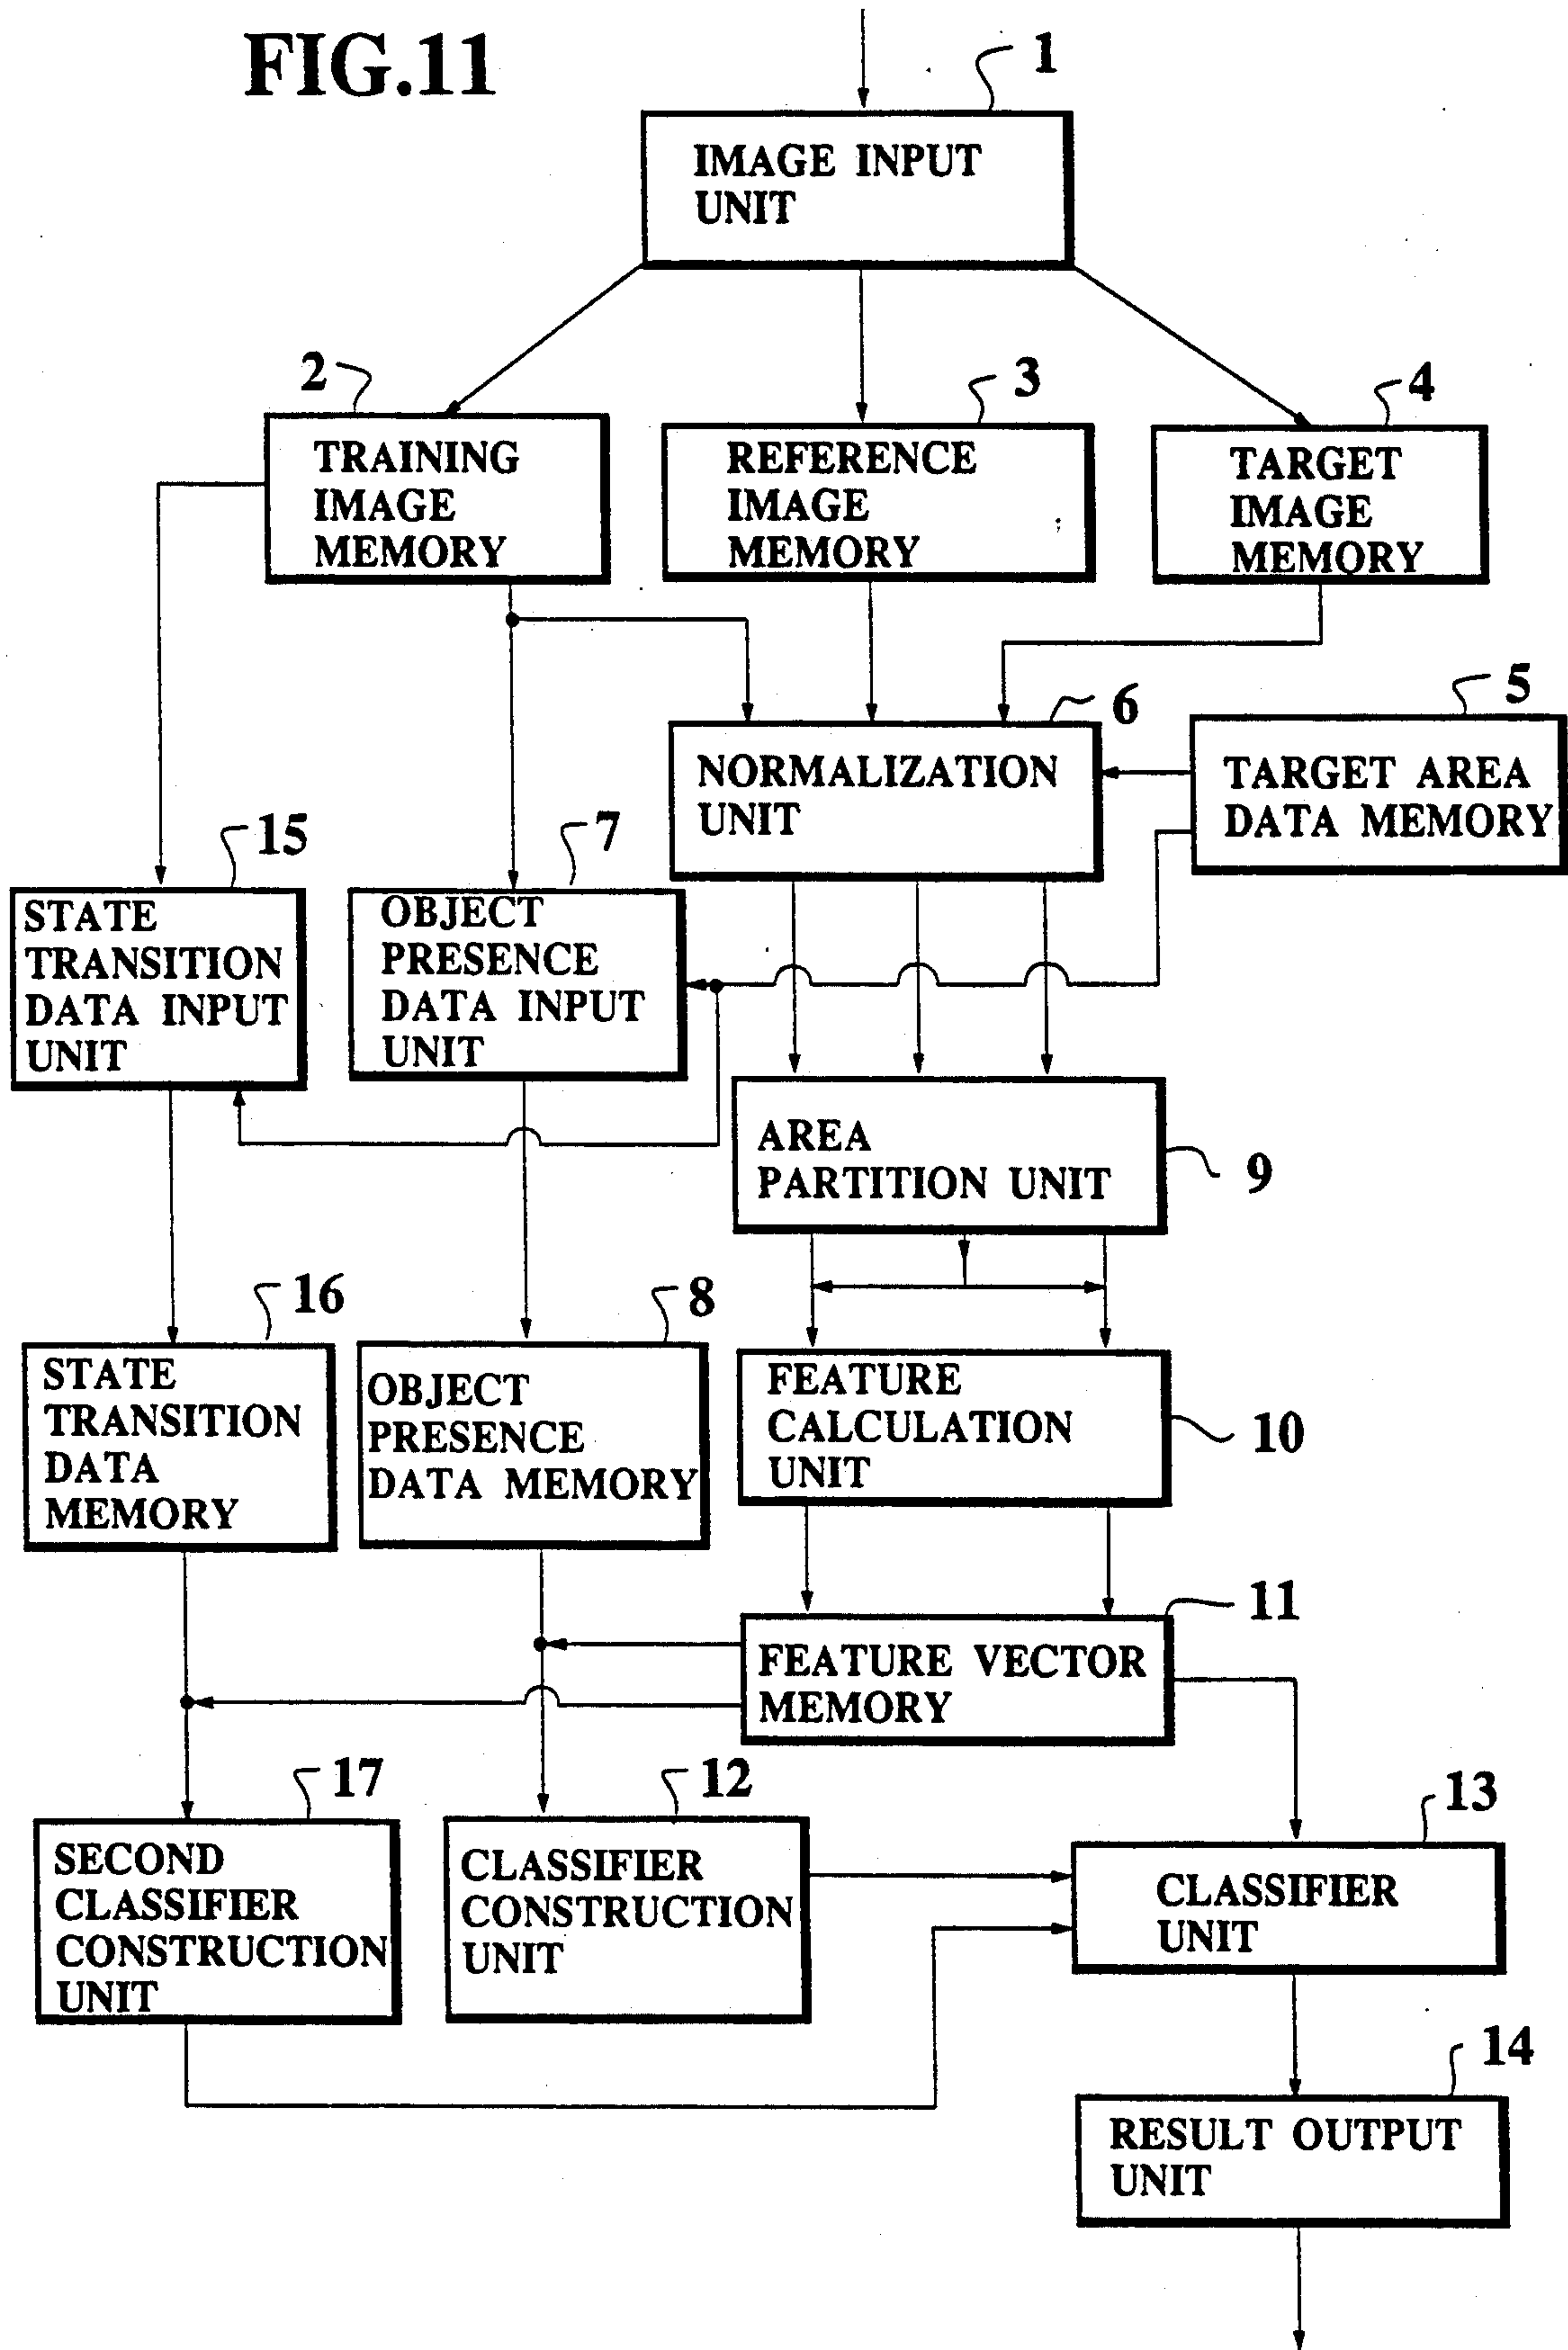 FIG.11
1
IMAGE INPUT
UNIT
2
TRAINING
IMAGE
MEMORY
3
REFERENCE
IMAGE
MEMORY
4
TARGET
IMAGE
MEMORY
5
TARGET AREA
DATA MEMORY
6
NORMALIZATION
UNIT
15
STATE
TRANSITION
DATA INPUT
UNIT
7
OBJECT
PRESENCE
DATA INPUT
UNIT
AREA
PARTITION UNIT
9
16
STATE
TRANSITION
DATA
MEMORY
8
OBJECT
PRESENCE
DATA MEMORY
FEATURE
CALCULATION
UNIT
10
11
FEATURE VECTOR
MEMORY
17
SECOND
CLASSIFIER
CONSTRUCTION
UNIT
12
CLASSIFIER
CONSTRUCTION
UNIT
13
CLASSIFIER
UNIT
14
RESULT OUTPUT
UNIT